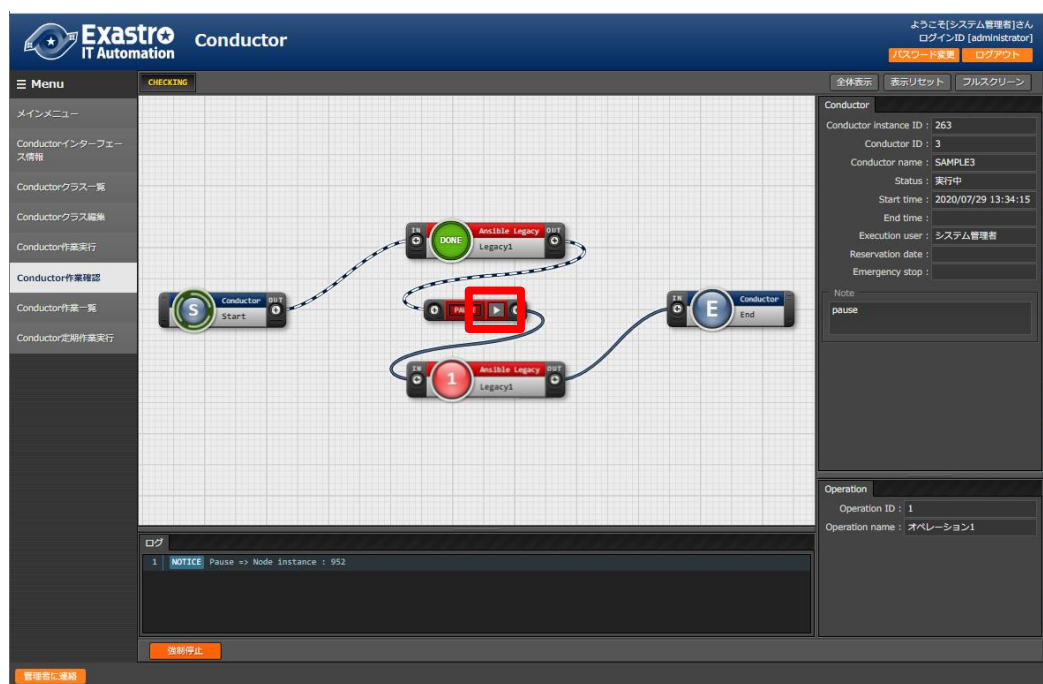 Exastro
IT Automation
Conductor
ようこそ[システム管理者]さん
ログインID [administrator]
パスワード変更
ログアウト
Menu
CHECKING
全体表示
表示リセット
フルスクリーン
メインメニュー
Conductorインターフェー
ス情報
Conductorクラス一覧
Conductorクラス編集
Conductor作業実行
Conductor作業確認
Conductor作業一覧
Conductor定期作業実行
S
Conductor
Start
OUT
IN
DONE
Ansible Legacy
Legacy1
OUT
IN
1
Ansible Legacy
Legacy1
OUT
IN
E
Conductor
End
Conductor
Conductor instance ID : 263
Conductor ID : 3
Conductor name : SAMPLE3
Status : 実行中
Start time : 2020/07/29 13:34:15
End time :
Execution user : システム管理者
Reservation date :
Emergency stop :
Note
pause
Operation
Operation ID : 1
Operation name : オペレーション1
ログ
1 NOTICE Pause => Node instance : 952
強制停止
管理者に連絡